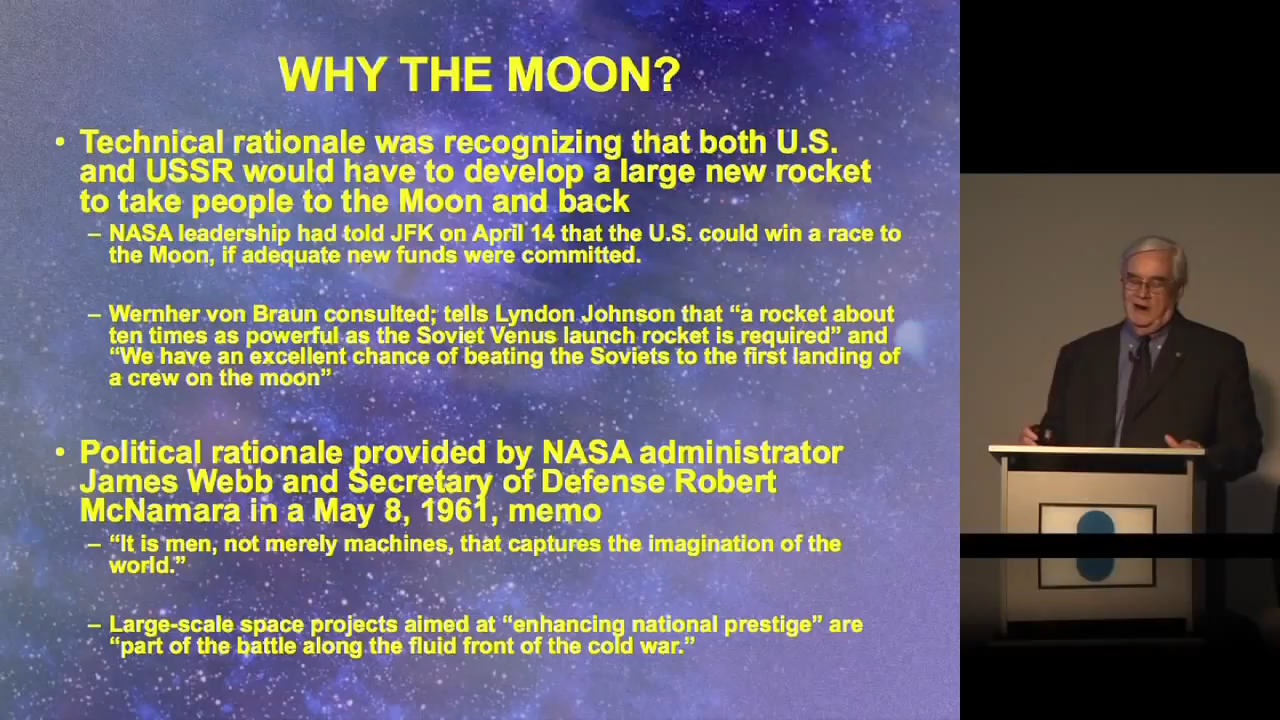 WHY THE MOON?
• Technical rationale was recognizing that both U.S.
and USSR would have to develop a large new rocket
to take people to the Moon and back
– NASA leadership had told JFK on April 14 that the U.S. could win a race to
the Moon, if adequate new funds were committed.
– Wernher von Braun consulted; tells Lyndon Johnson that “a rocket about
ten times as powerful as the Soviet Venus launch rocket is required” and
“We have an excellent chance of beating the Soviets to the first landing of
a crew on the moon”
• Political rationale provided by NASA administrator
James Webb and Secretary of Defense Robert
McNamara in a May 8, 1961, memo
– “It is men, not merely machines, that captures the imagination of the
world.”
– Large-scale space projects aimed at “enhancing national prestige” are
“part of the battle along the fluid front of the cold war.”